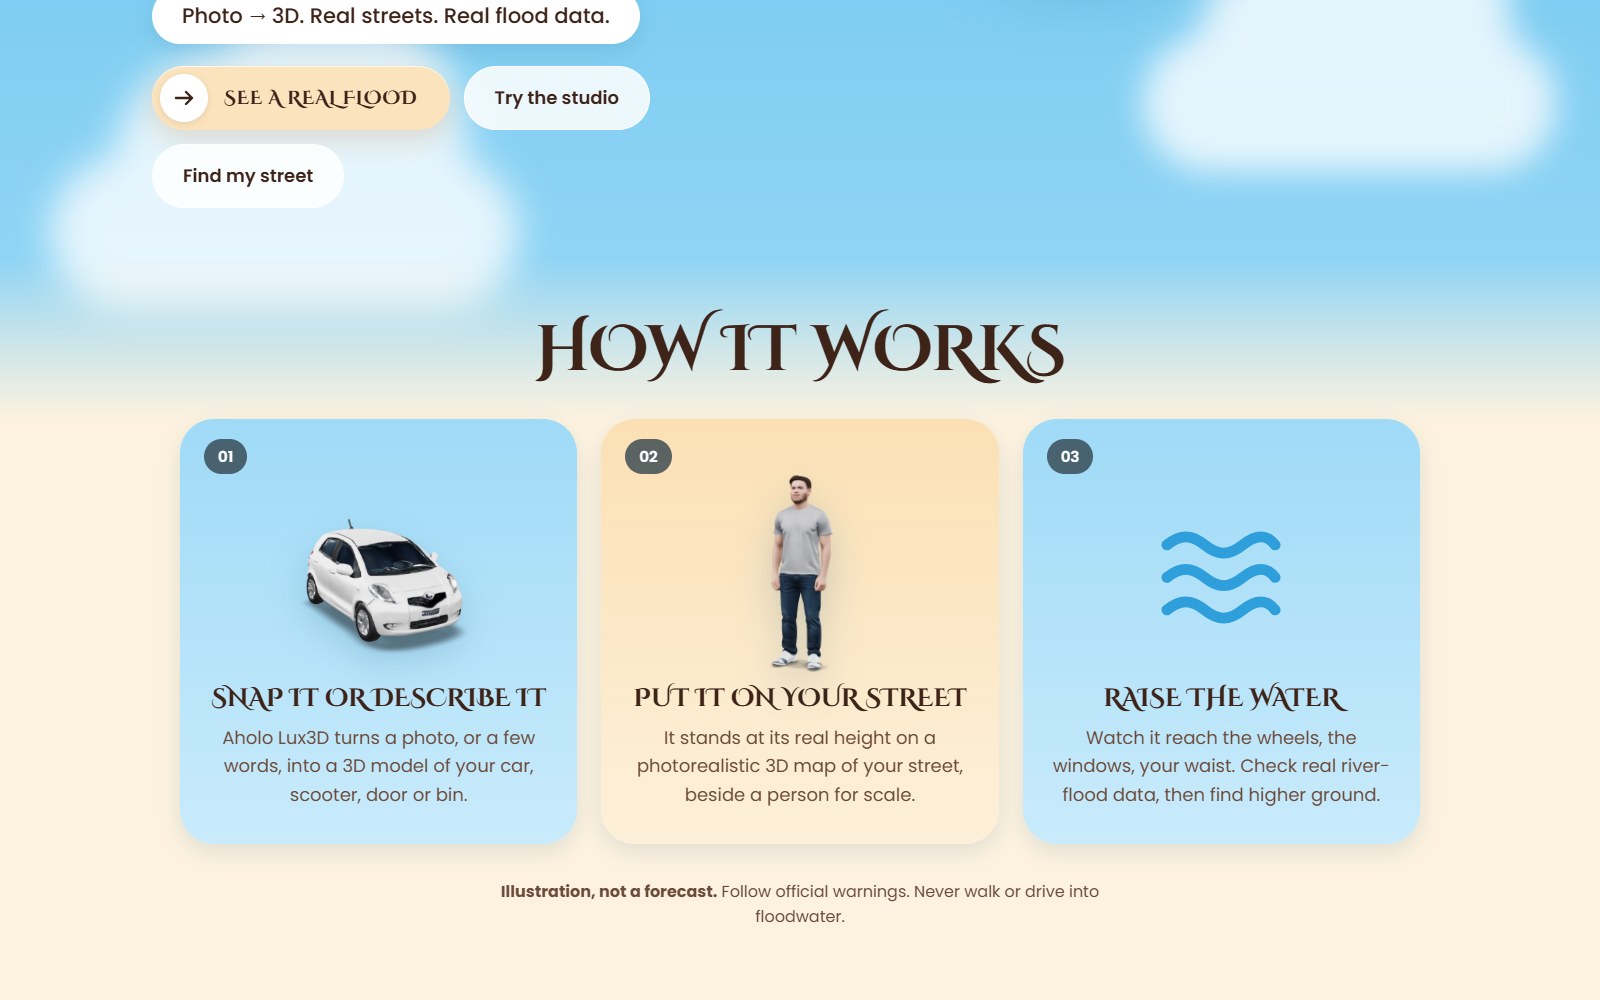 Photo → 3D. Real streets. Real flood data.
SEE A REAL FLOOD
Try the studio
Find my street
HOW IT WORKS
01
02
03
SNAP IT OR DESCRIBE IT
Aholo Lux3D turns a photo, or a few
words, into a 3D model of your car,
scooter, door or bin.
PUT IT ON YOUR STREET
It stands at its real height on a
photorealistic 3D map of your street,
beside a person for scale.
RAISE THE WATER
Watch it reach the wheels, the
windows, your waist. Check real river-
flood data, then find higher ground.
Illustration, not a forecast. Follow official warnings. Never walk or drive into
floodwater.